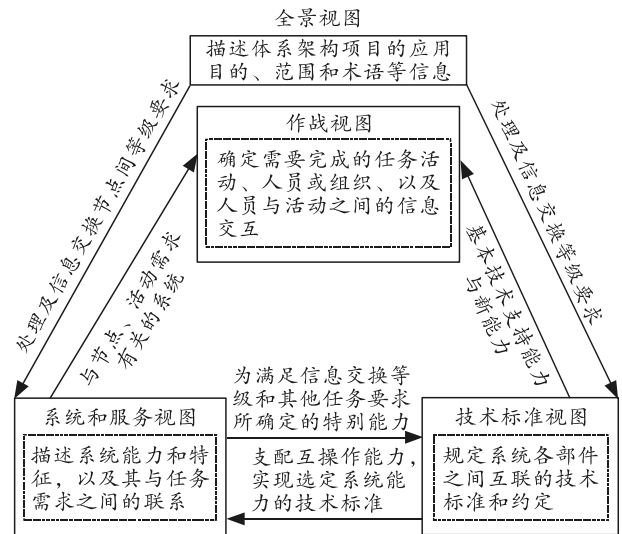 全景视图
描述体系架构项目的应用
目的、范围和术语等信息
作战视图
确定需要完成的任务活
动、人员或组织、以及
人员与活动之间的信息
交互
处理及信息交换节点间等级要求
处理及信息交换等级要求
与节点、活动需求
有关的系统
基本技术支持能力
与新能力
为满足信息交换等
级和其他任务要求
所确定的特别能力
系统和服务视图
描述系统能力和特
征，以及其与任务
需求之间的联系
支配互操作能力，
实现选定系统能
力的技术标准
技术标准视图
规定系统各部件
之间互联的技术
标准和约定